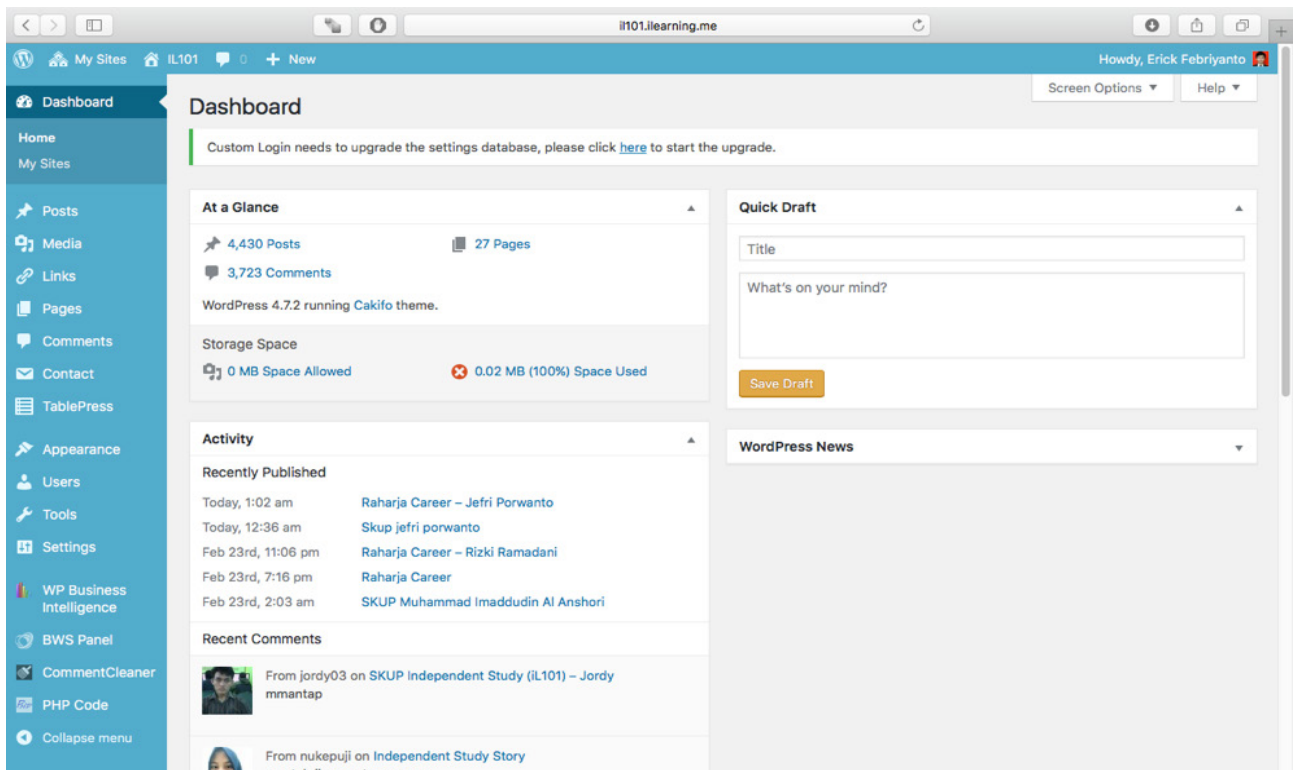 il101.ilearning.me
My Sites IL101 0 New
Howdy, Erick Febriyanto
Screen Options Help
Dashboard
Home
My Sites
Posts
Media
Links
Pages
Comments
Contact
TablePress
Appearance
Users
Tools
Settings
WP Business
Intelligence
BWS Panel
CommentCleaner
PHP Code
Collapse menu
Dashboard
Custom Login needs to upgrade the settings database, please click here to start the upgrade.
At a Glance
4,430 Posts 27 Pages
3,723 Comments
WordPress 4.7.2 running Cakifo theme.
Storage Space
0 MB Space Allowed 0.02 MB (100%) Space Used
Activity
Recently Published
Today, 1:02 am Raharja Career – Jefri Porwanto
Today, 12:36 am Skup jefri porwanto
Feb 23rd, 11:06 pm Raharja Career – Rizki Ramadani
Feb 23rd, 7:16 pm Raharja Career
Feb 23rd, 2:03 am SKUP Muhammad Imaddudin Al Anshori
Recent Comments
From jordy03 on SKUP Independent Study (iL101) – Jordy
mmantap
From nukepuji on Independent Study Story
Quick Draft
Title
What's on your mind?
Save Draft
WordPress News